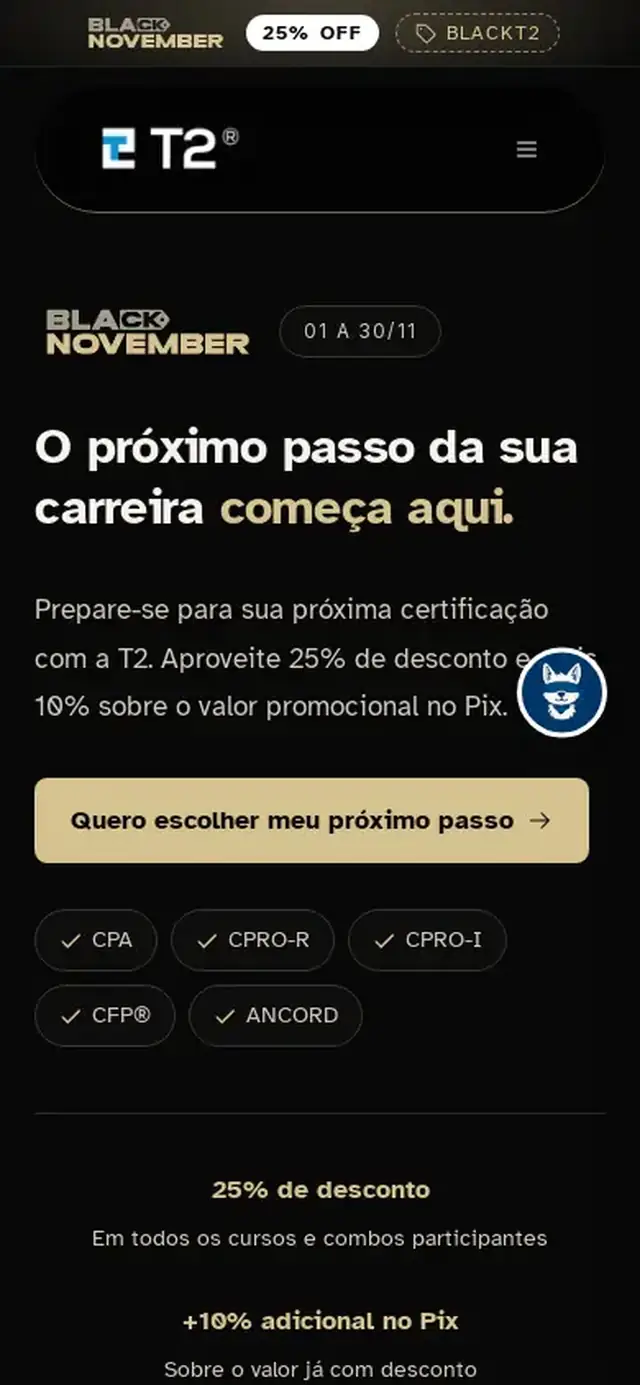 BLACK
NOVEMBER
25% OFF
BLACKT2
T2®
BLACK
NOVEMBER
01 A 30/11
O próximo passo da sua
carreira começa aqui.
Prepare-se para sua próxima certificação
com a T2. Aproveite 25% de desconto e
10% sobre o valor promocional no Pix.
Quero escolher meu próximo passo
CPA
CPRO-R
CPRO-I
CFP®
ANCORD
25% de desconto
Em todos os cursos e combos participantes
+10% adicional no Pix
Sobre o valor já com desconto